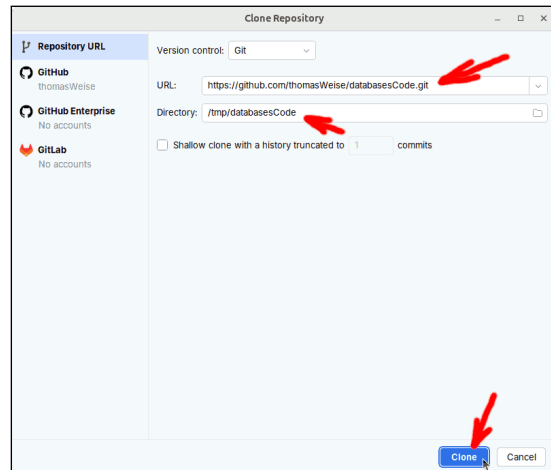 Clone Repository
Repository URL
GitHub
thomasWeise
GitHub Enterprise
No accounts
GitLab
No accounts
Version control: Git
URL: https://github.com/thomasWeise/databasesCode.git
Directory: /tmp/databasesCode
Shallow clone with a history truncated to 1 commits
Clone Cancel